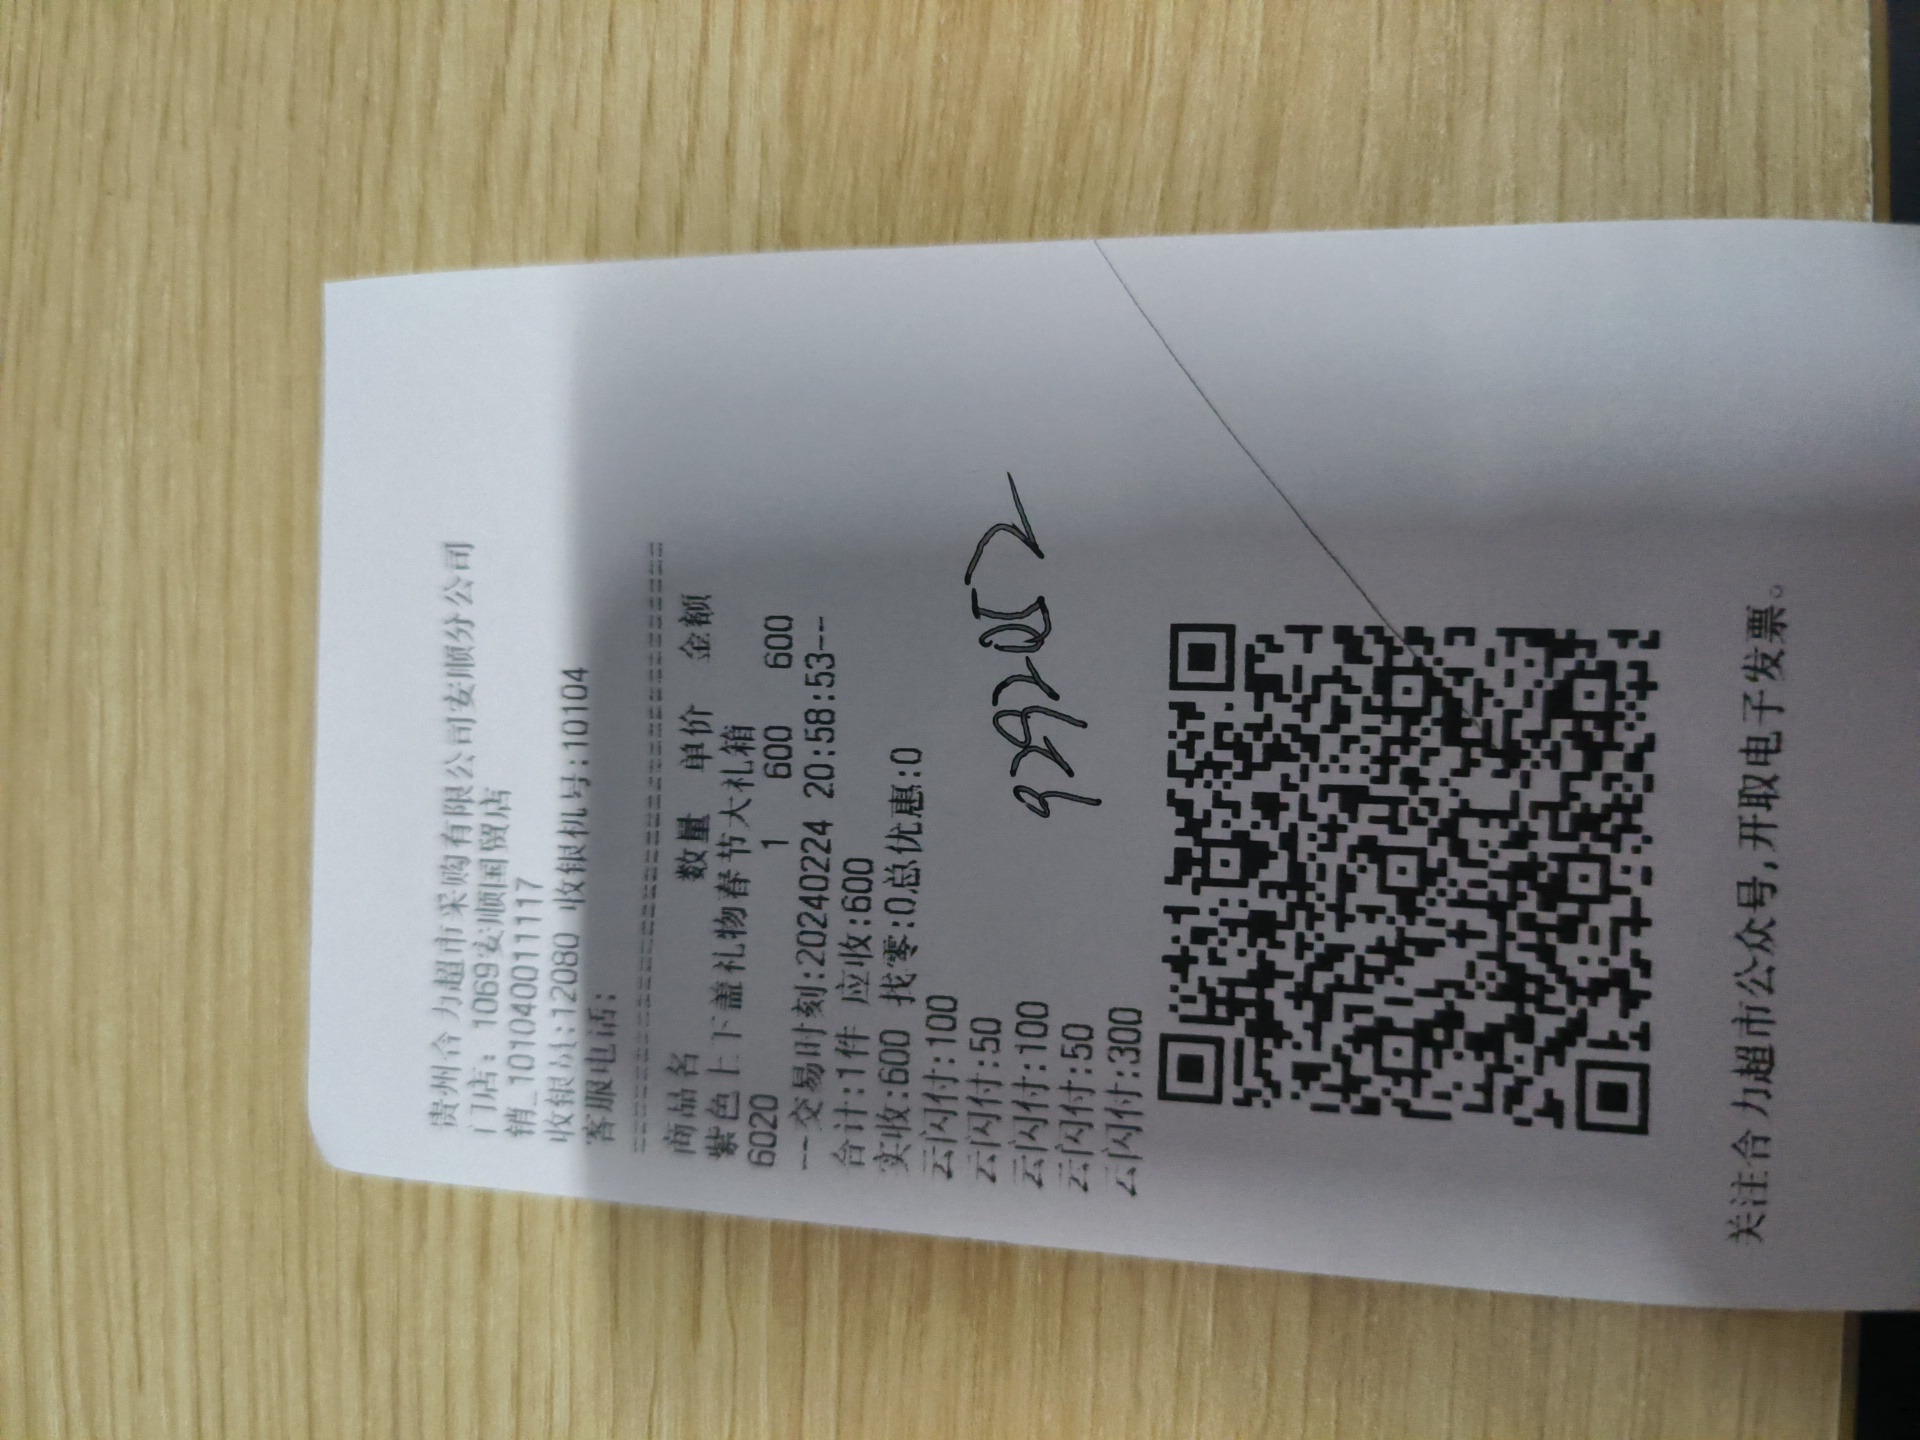 贵州合力超市采购有限公司安顺分公司
门店: 1069安顺国贸店
销_101040011117
收银员:12080 收银机号:10104
客服电话:
商品名 数量 单价 金额
紫色上下盖礼物春节大礼箱
6020 1 600 600
--交易时刻:20240224 20:58:53--
合计:1件 应收:600
实收:600 找零:0总优惠:0
云闪付:100
云闪付:50
云闪付:100
云闪付:50
云闪付:300
关注合力超市公众号,开取电子发票。